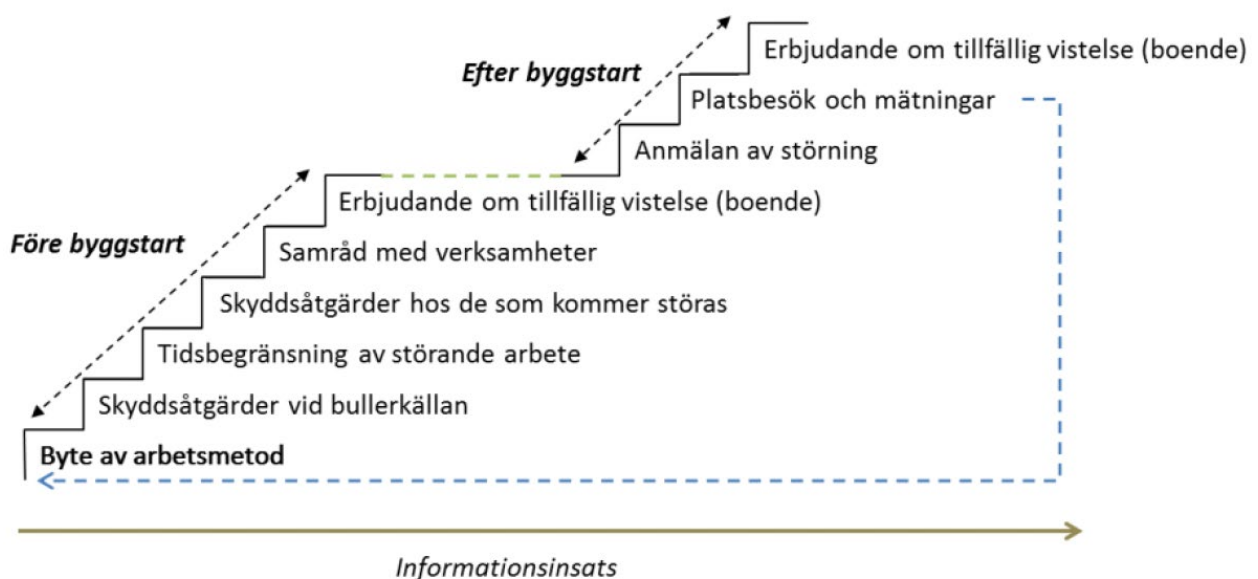 Erbjudande om tillfällig vistelse (boende)
Efter byggstart
Platsbesök och mätningar
Anmälan av störning
Erbjudande om tillfällig vistelse (boende)
Före byggstart
Samråd med verksamheter
Skyddsåtgärder hos de som kommer störas
Tidsbegränsning av störande arbete
Skyddsåtgärder vid bullerkällan
Byte av arbetsmetod
Informationsinsats